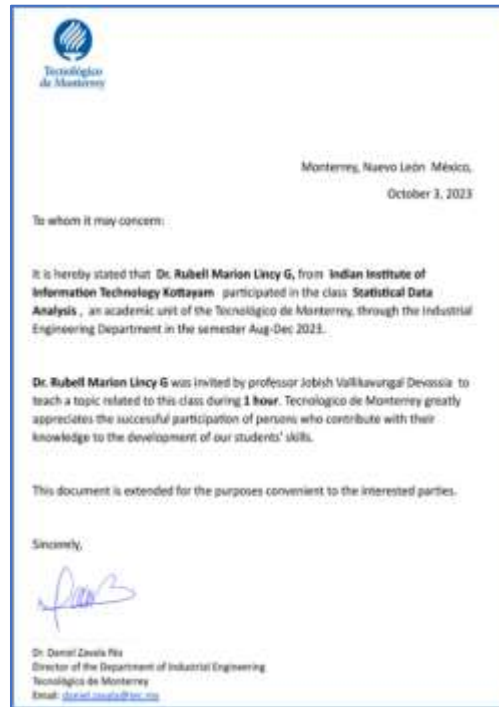 Tecnológico
de Monterrey
Monterrey, Nuevo León México,
October 3, 2023
To whom it may concern:
It is hereby stated that Dr. Rubell Marion Lincy G, from Indian Institute of
Information Technology Kottayam participated in the class Statistical Data
Analysis , an academic unit of the Tecnológico de Monterrey, through the Industrial
Engineering Department in the semester Aug-Dec 2023.
Dr. Rubell Marion Lincy G was invited by professor Jobish Vallikavungal Devassia to
teach a topic related to this class during 1 hour. Tecnologico de Monterrey greatly
appreciates the successful participation of persons who contribute with their
knowledge to the development of our students' skills.
This document is extended for the purposes convenient to the interested parties.
Sincerely,
Dr. Daniel Zavala Río
Director of the Department of Industrial Engineering
Tecnológico de Monterrey
Email: daniel.zavala@tec.mx